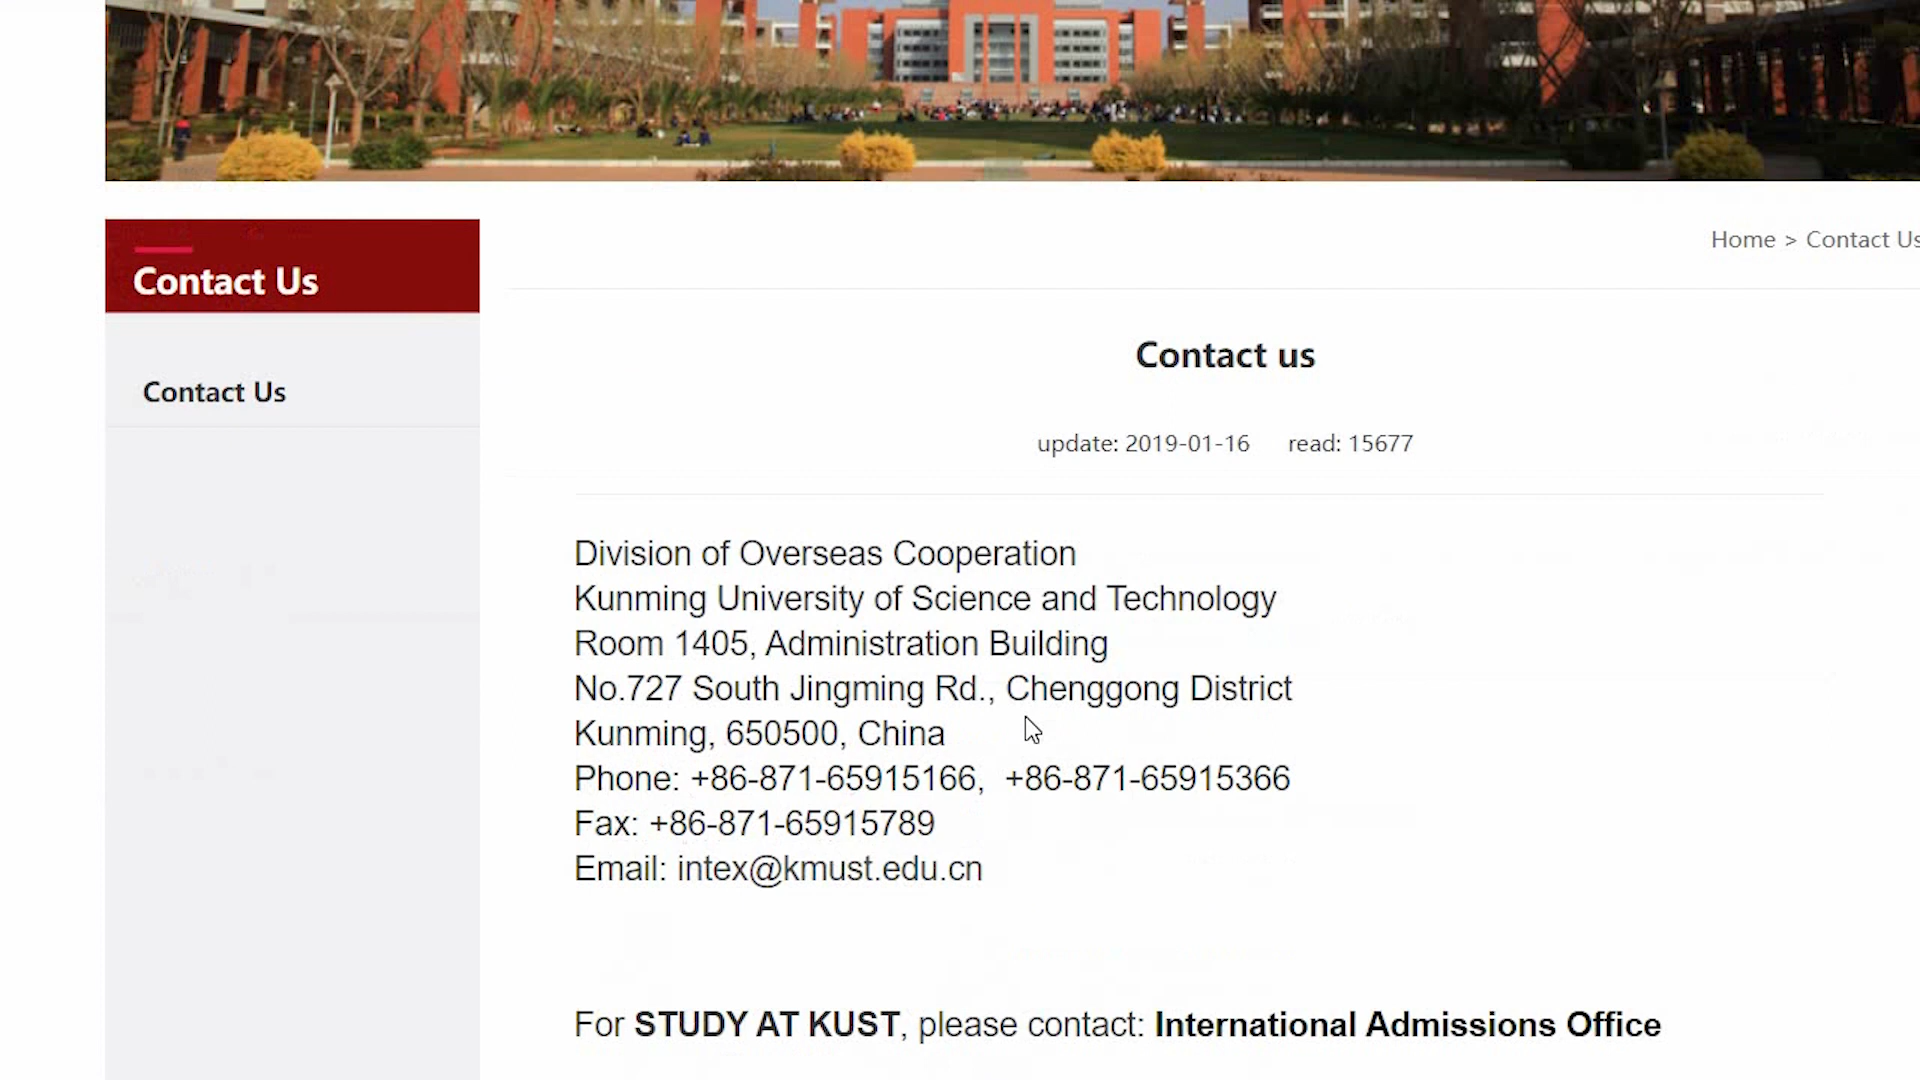 Contact Us
Home > Contact Us
Contact us
Contact Us
update: 2019-01-16 read: 15677
Division of Overseas Cooperation
Kunming University of Science and Technology
Room 1405, Administration Building
No.727 South Jingming Rd., Chenggong District
Kunming, 650500, China
Phone: +86-871-65915166, +86-871-65915366
Fax: +86-871-65915789
Email: intex@kmust.edu.cn
For STUDY AT KUST, please contact: International Admissions Office